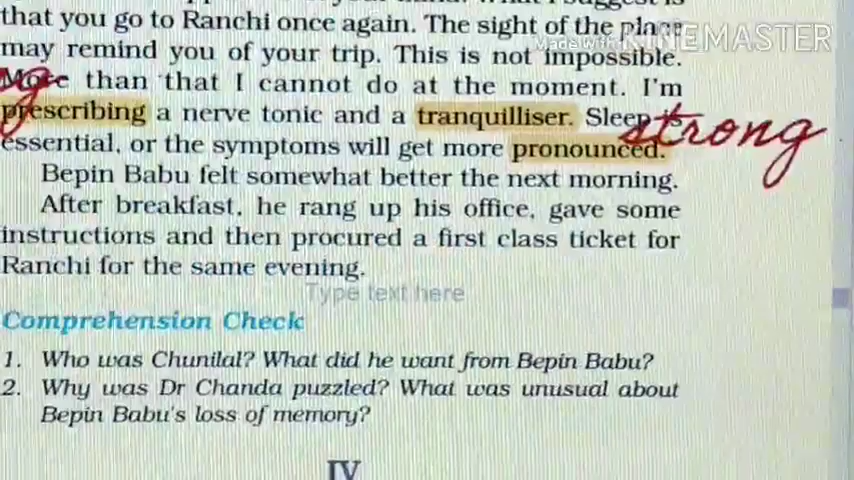 that you go to Ranchi once again. The sight of the place
Made with KINEMASTER
may remind you of your trip. This is not impossible.
More than that I cannot do at the moment. I'm
prescribing a nerve tonic and a tranquilliser. Sleep is
strong
essential, or the symptoms will get more pronounced.
Bepin Babu felt somewhat better the next morning.
After breakfast, he rang up his office, gave some
instructions and then procured a first class ticket for
Ranchi for the same evening.
Type text here
Comprehension Check
1. Who was Chunilal? What did he want from Bepin Babu?
2. Why was Dr Chanda puzzled? What was unusual about
Bepin Babu's loss of memory?
IV